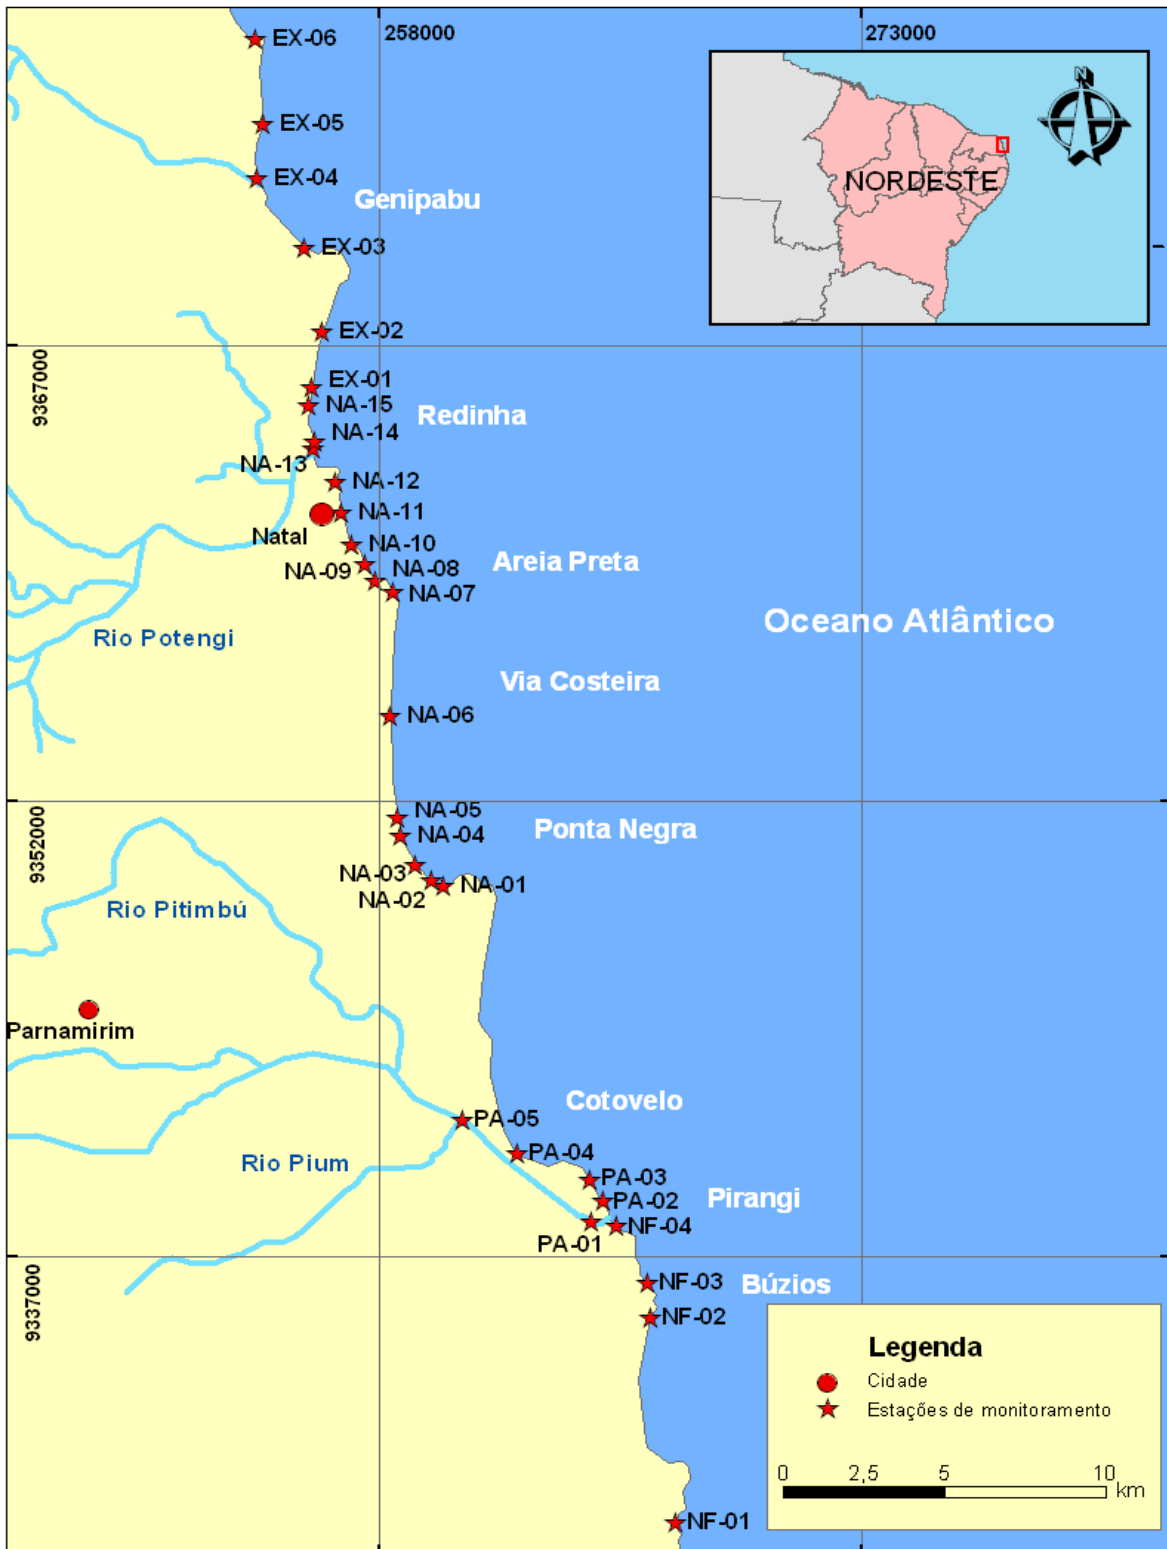 258000
273000
EX-06
N
EX-05
NORDESTE
EX-04
Genipabu
EX-03
EX-02
9367000
EX-01
NA-15
Redinha
NA-14
NA-13
NA-12
NA-11
Natal
NA-10
Areia Preta
NA-09
NA-08
NA-07
Oceano Atlântico
Rio Potengi
Via Costeira
NA-06
9352000
NA-05
Ponta Negra
NA-04
NA-03
NA-01
NA-02
Rio Pitimbú
Parnamirim
Cotovelo
PA-05
PA-04
Rio Pium
PA-03
Pirangi
PA-02
NF-04
PA-01
9337000
NF-03
Búzios
NF-02
Legenda
Cidade
Estações de monitoramento
0 2,5 5 10
km
NF-01